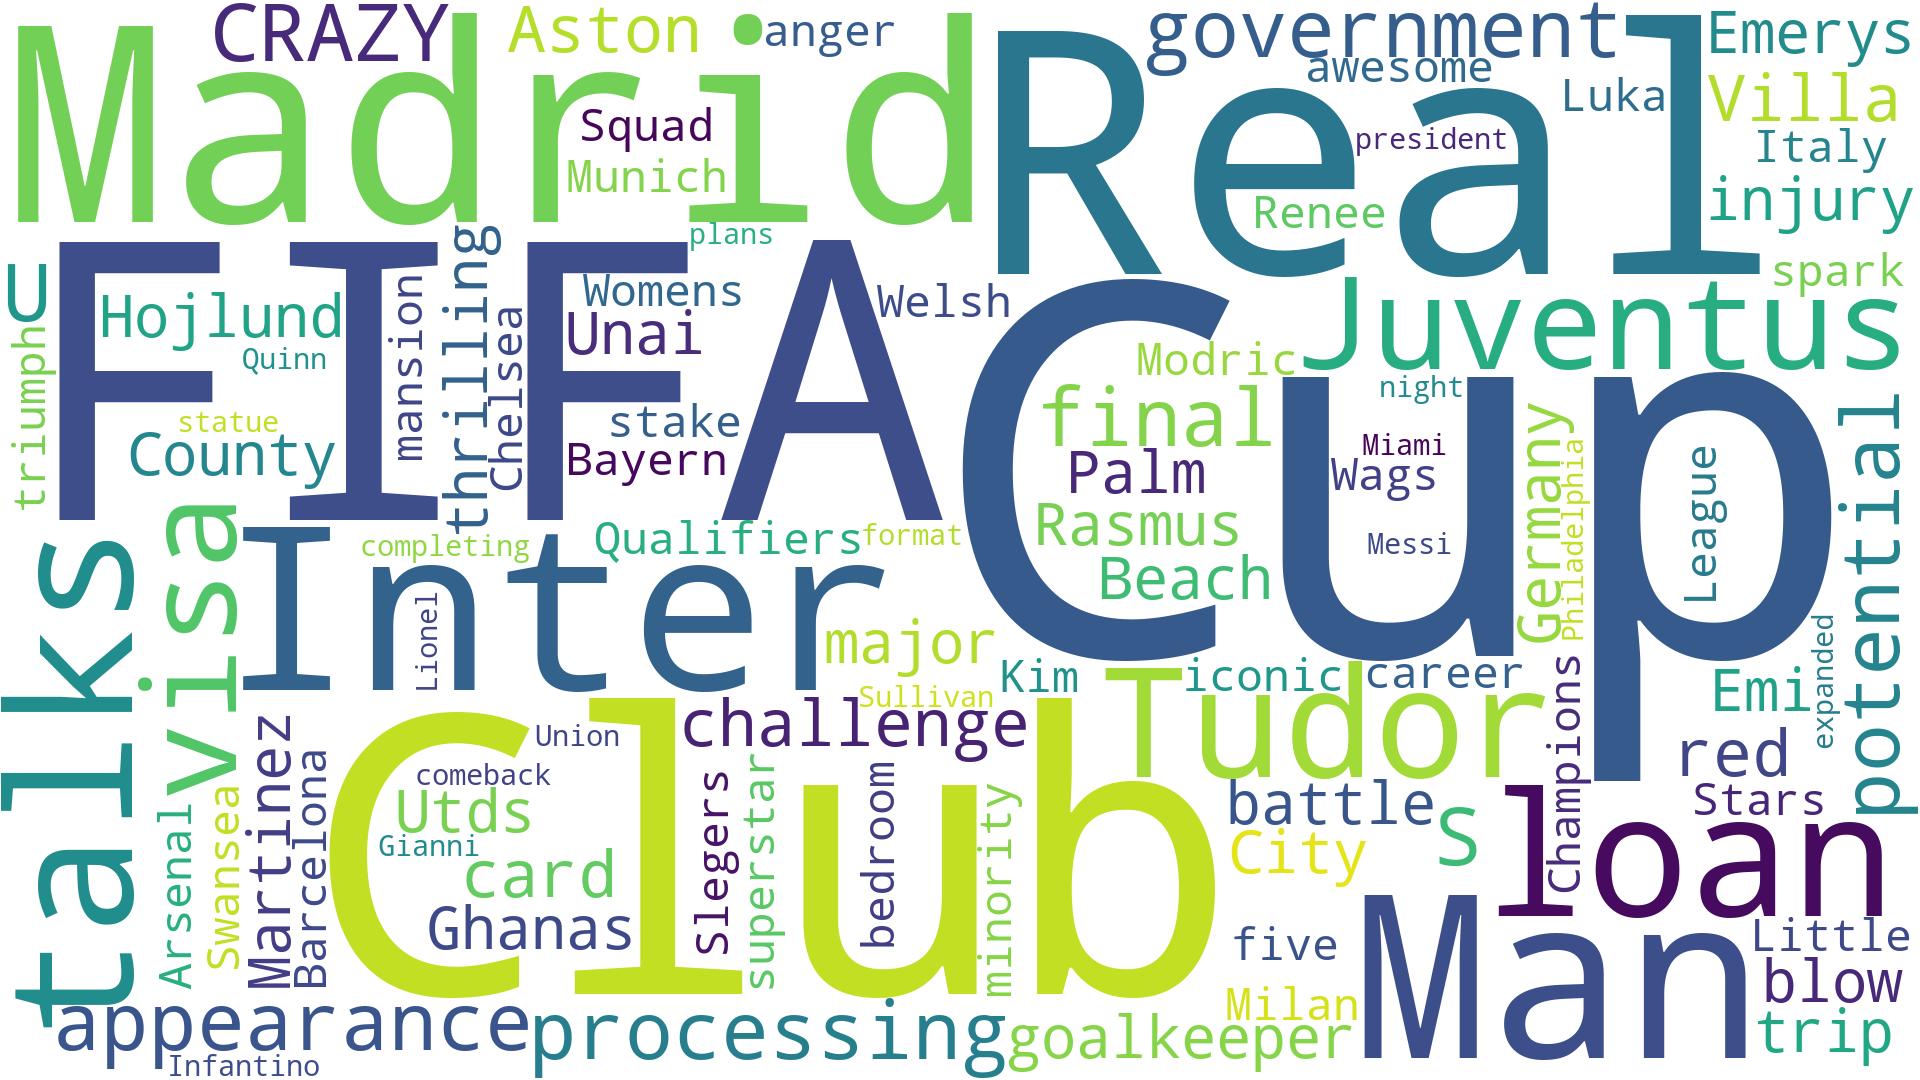 Madrid
CRAZY
Aston
anger
Real
government
awesome
Emerys
Luka
Villa
Squad
Munich
president
Italy
Renee
injury
plans
FIFA
Cup
U
Hojlund
Quinn
triumph
mansion
thrilling
Chelsea
Womens
Unai
Welsh
spark
Juventus
Modric
night
statue
County
stake
Bayern
final
Palm
Miami
Wags
Germany
Philadelphia
League
potential
Rasmus
Messi
Beach
talks
visa
Inter
completing
Qualifiers
format
Lionel
major
Kim
iconic
career
Emi
expanded
Sullivan
Tudor
Champions
red
Club
Union
challenge
comeback
Utds
Gianni
card
Ghanas
Martinez
Barcelona
Swansea
Arsenal
Slegers
superstar
bedroom
minority
battle
S
City
Stars
loan
five
Man
Little
blow
Milan
trip
appearance
processing
goalkeeper
Infantino